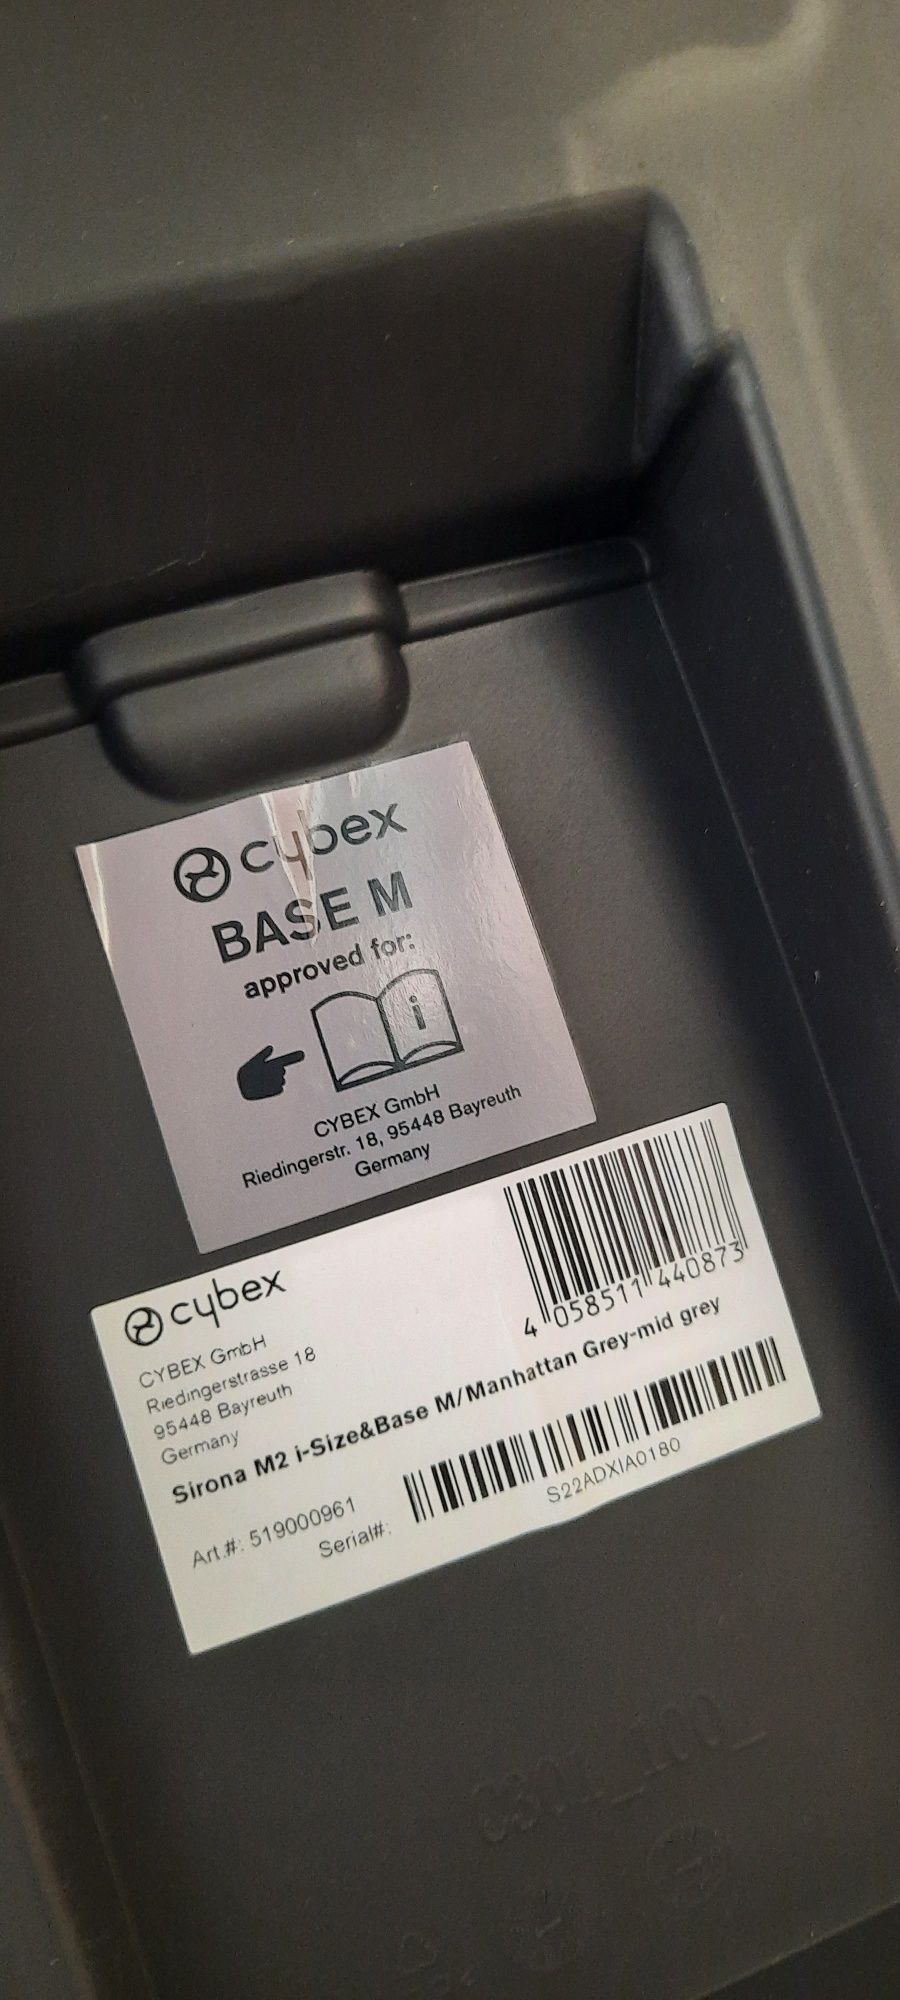 cybex
BASE M
approved for:
i
CYBEX GmbH
Riedingerstr. 18, 95448 Bayreuth
Germany
cybex
CYBEX GmbH
Riedingerstrasse 18
95448 Bayreuth
Germany
4 058511 440873
Sirona M2 i-Size&Base M/Manhattan Grey-mid grey
Art.#: 519000961
Serial#:
S22ADXIA0180